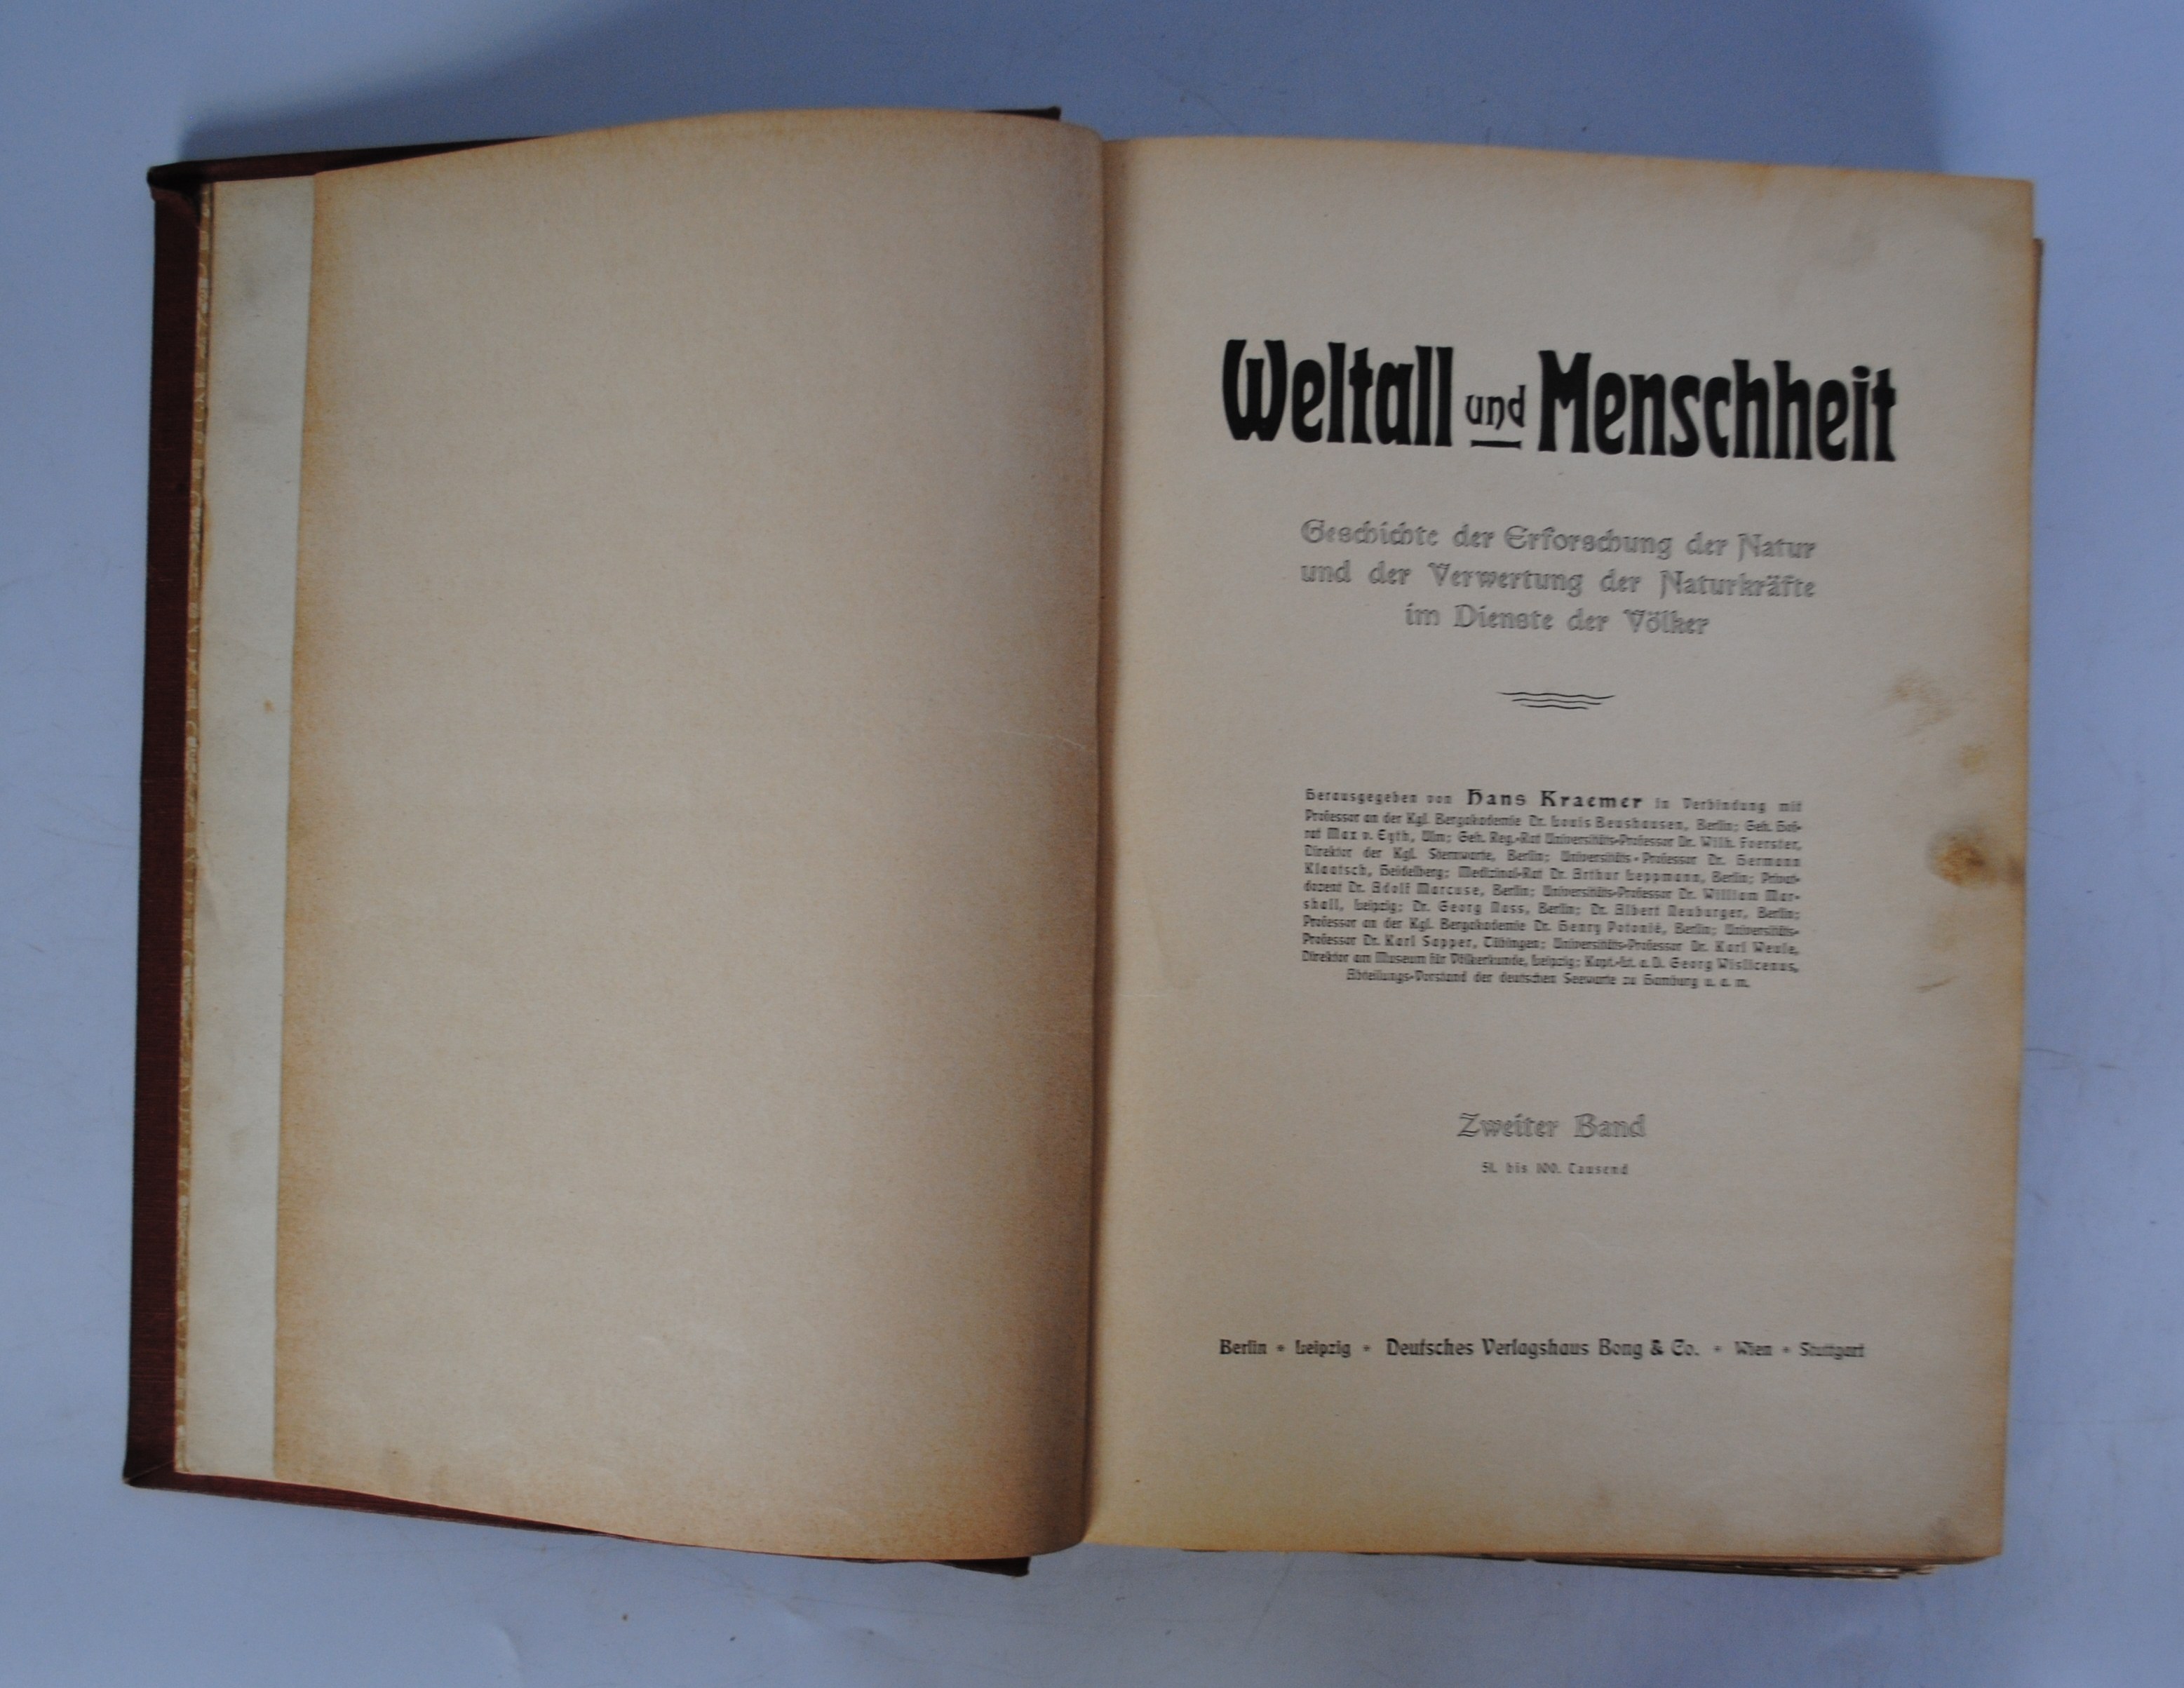 Weltall und Menschheit
Geschichte der Erforschung der Natur
und der Verwertung der Naturkräfte
im Dienste der Völker
Herausgegeben von Hans Kraemer in Verbindung mit
Professor an der Kgl. Bergakademie Dr. Louis Beushausen, Berlin; Geh. Hof-
rat Max v. Eyth, Ulm; Geh. Reg.-Rat Universitäts-Professor Dr. Wilh. Foerster,
Direktor der Kgl. Sternwarte, Berlin; Universitäts-Professor Dr. Hermann
Klaatsch, Heidelberg; Medizinal-Rat Dr. Arthur Leppmann, Berlin; Privat-
dozent Dr. Adolf Marcuse, Berlin; Universitäts-Professor Dr. William Mar-
shall, Leipzig; Dr. Georg Nass, Berlin; Dr. Albert Neuburger, Berlin;
Professor an der Kgl. Bergakademie Dr. Henry Potonié, Berlin; Universitäts-
Professor Dr. Karl Sapper, Tübingen; Universitäts-Professor Dr. Karl Weule,
Direktor am Museum für Völkerkunde, Leipzig; Kapt.-Lt. a. D. Georg Wislicenus,
Abteilungs-Vorstand der deutschen Seewarte zu Hamburg u. a. m.
Zweiter Band
51. bis 100. Tausend
Berlin * Leipzig * Deutsches Verlagshaus Bong & Co. * Wien * Stuttgart